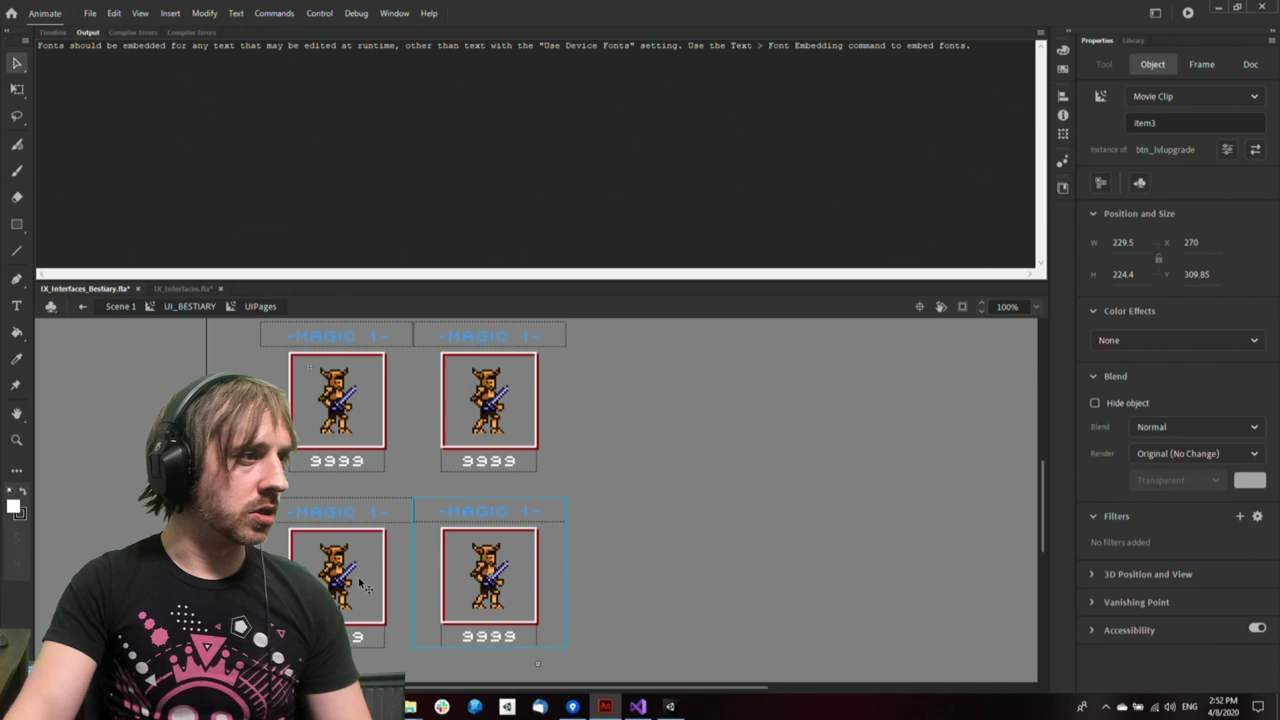 Animate File Edit View Insert Modify Text Commands Control Debug Window Help
Timeline Output Compiler Errors Compiler Errors
Fonts should be embedded for any text that may be edited at runtime, other than text with the "Use Device Fonts" setting. Use the Text > Font Embedding command to embed fonts.
IX_Interfaces_Bestiary.fla* × IX_Interfaces.fla* ×
Scene 1 UI_BESTIARY UIPages 100%
-MAGIC 1- -MAGIC 1-
9999 9999
-MAGIC 1- -MAGIC 1-
9 9999
Properties Library
Tool Object Frame Doc
Movie Clip
item3
Instance of: btn_lvlupgrade
Position and Size
W 229.5 X 270
H 224.4 Y 309.85
Color Effects
None
Blend
Hide object
Blend Normal
Render Original (No Change)
Transparent
Filters
No filters added
3D Position and View
Vanishing Point
Accessibility
An
ENG
2:52 PM
4/8/2020